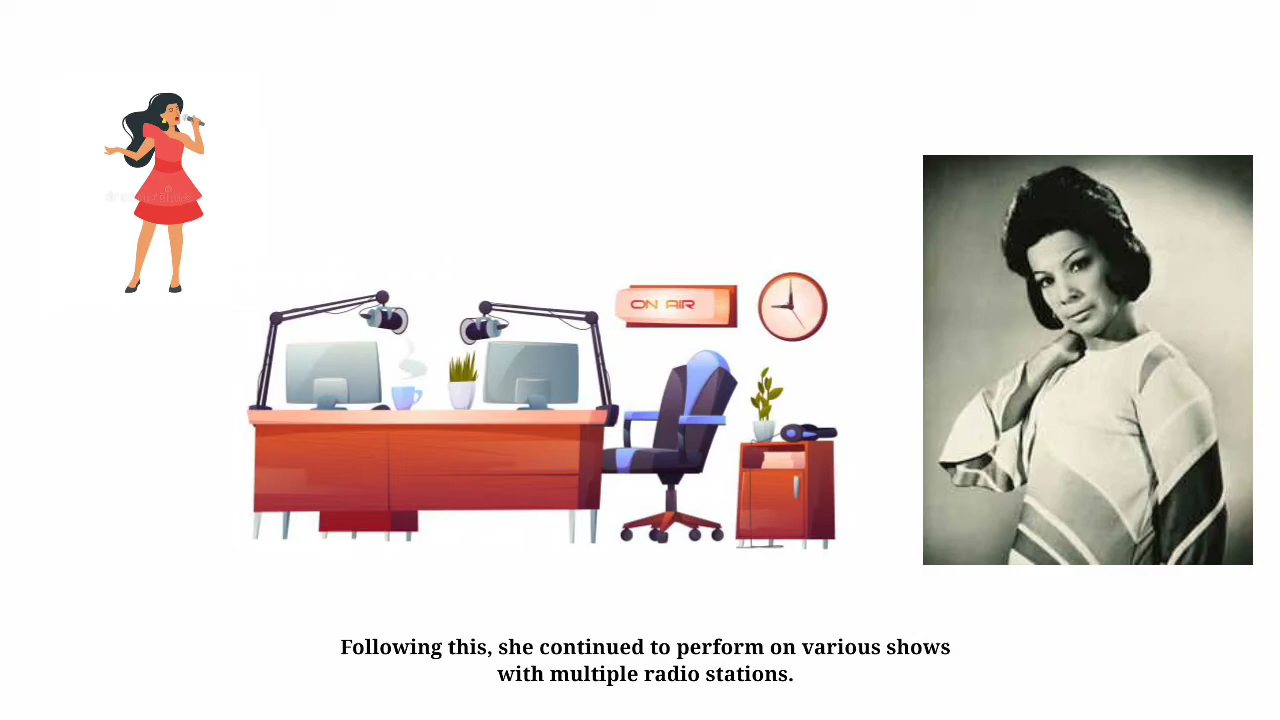 ON AIR
Following this, she continued to perform on various shows
with multiple radio stations.